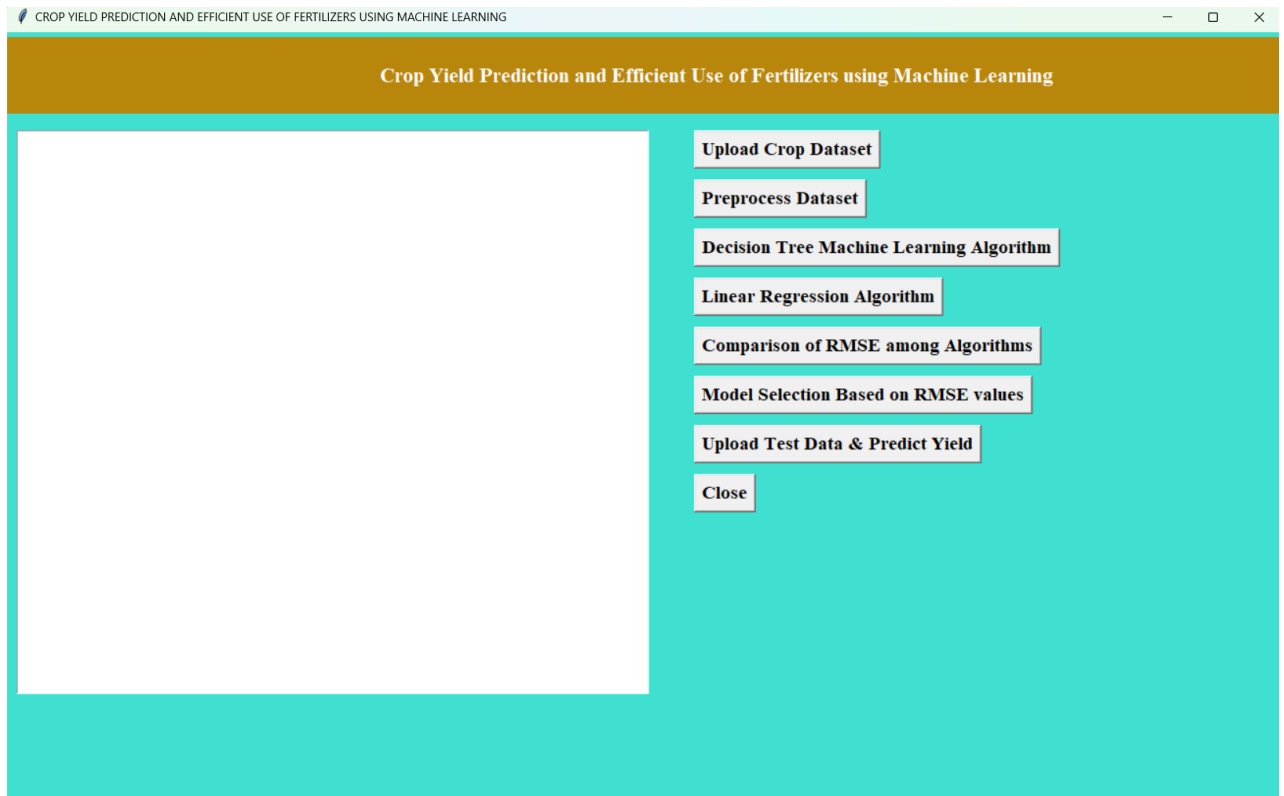 CROP YIELD PREDICTION AND EFFICIENT USE OF FERTILIZERS USING MACHINE LEARNING
Crop Yield Prediction and Efficient Use of Fertilizers using Machine Learning
Upload Crop Dataset
Preprocess Dataset
Decision Tree Machine Learning Algorithm
Linear Regression Algorithm
Comparison of RMSE among Algorithms
Model Selection Based on RMSE values
Upload Test Data & Predict Yield
Close